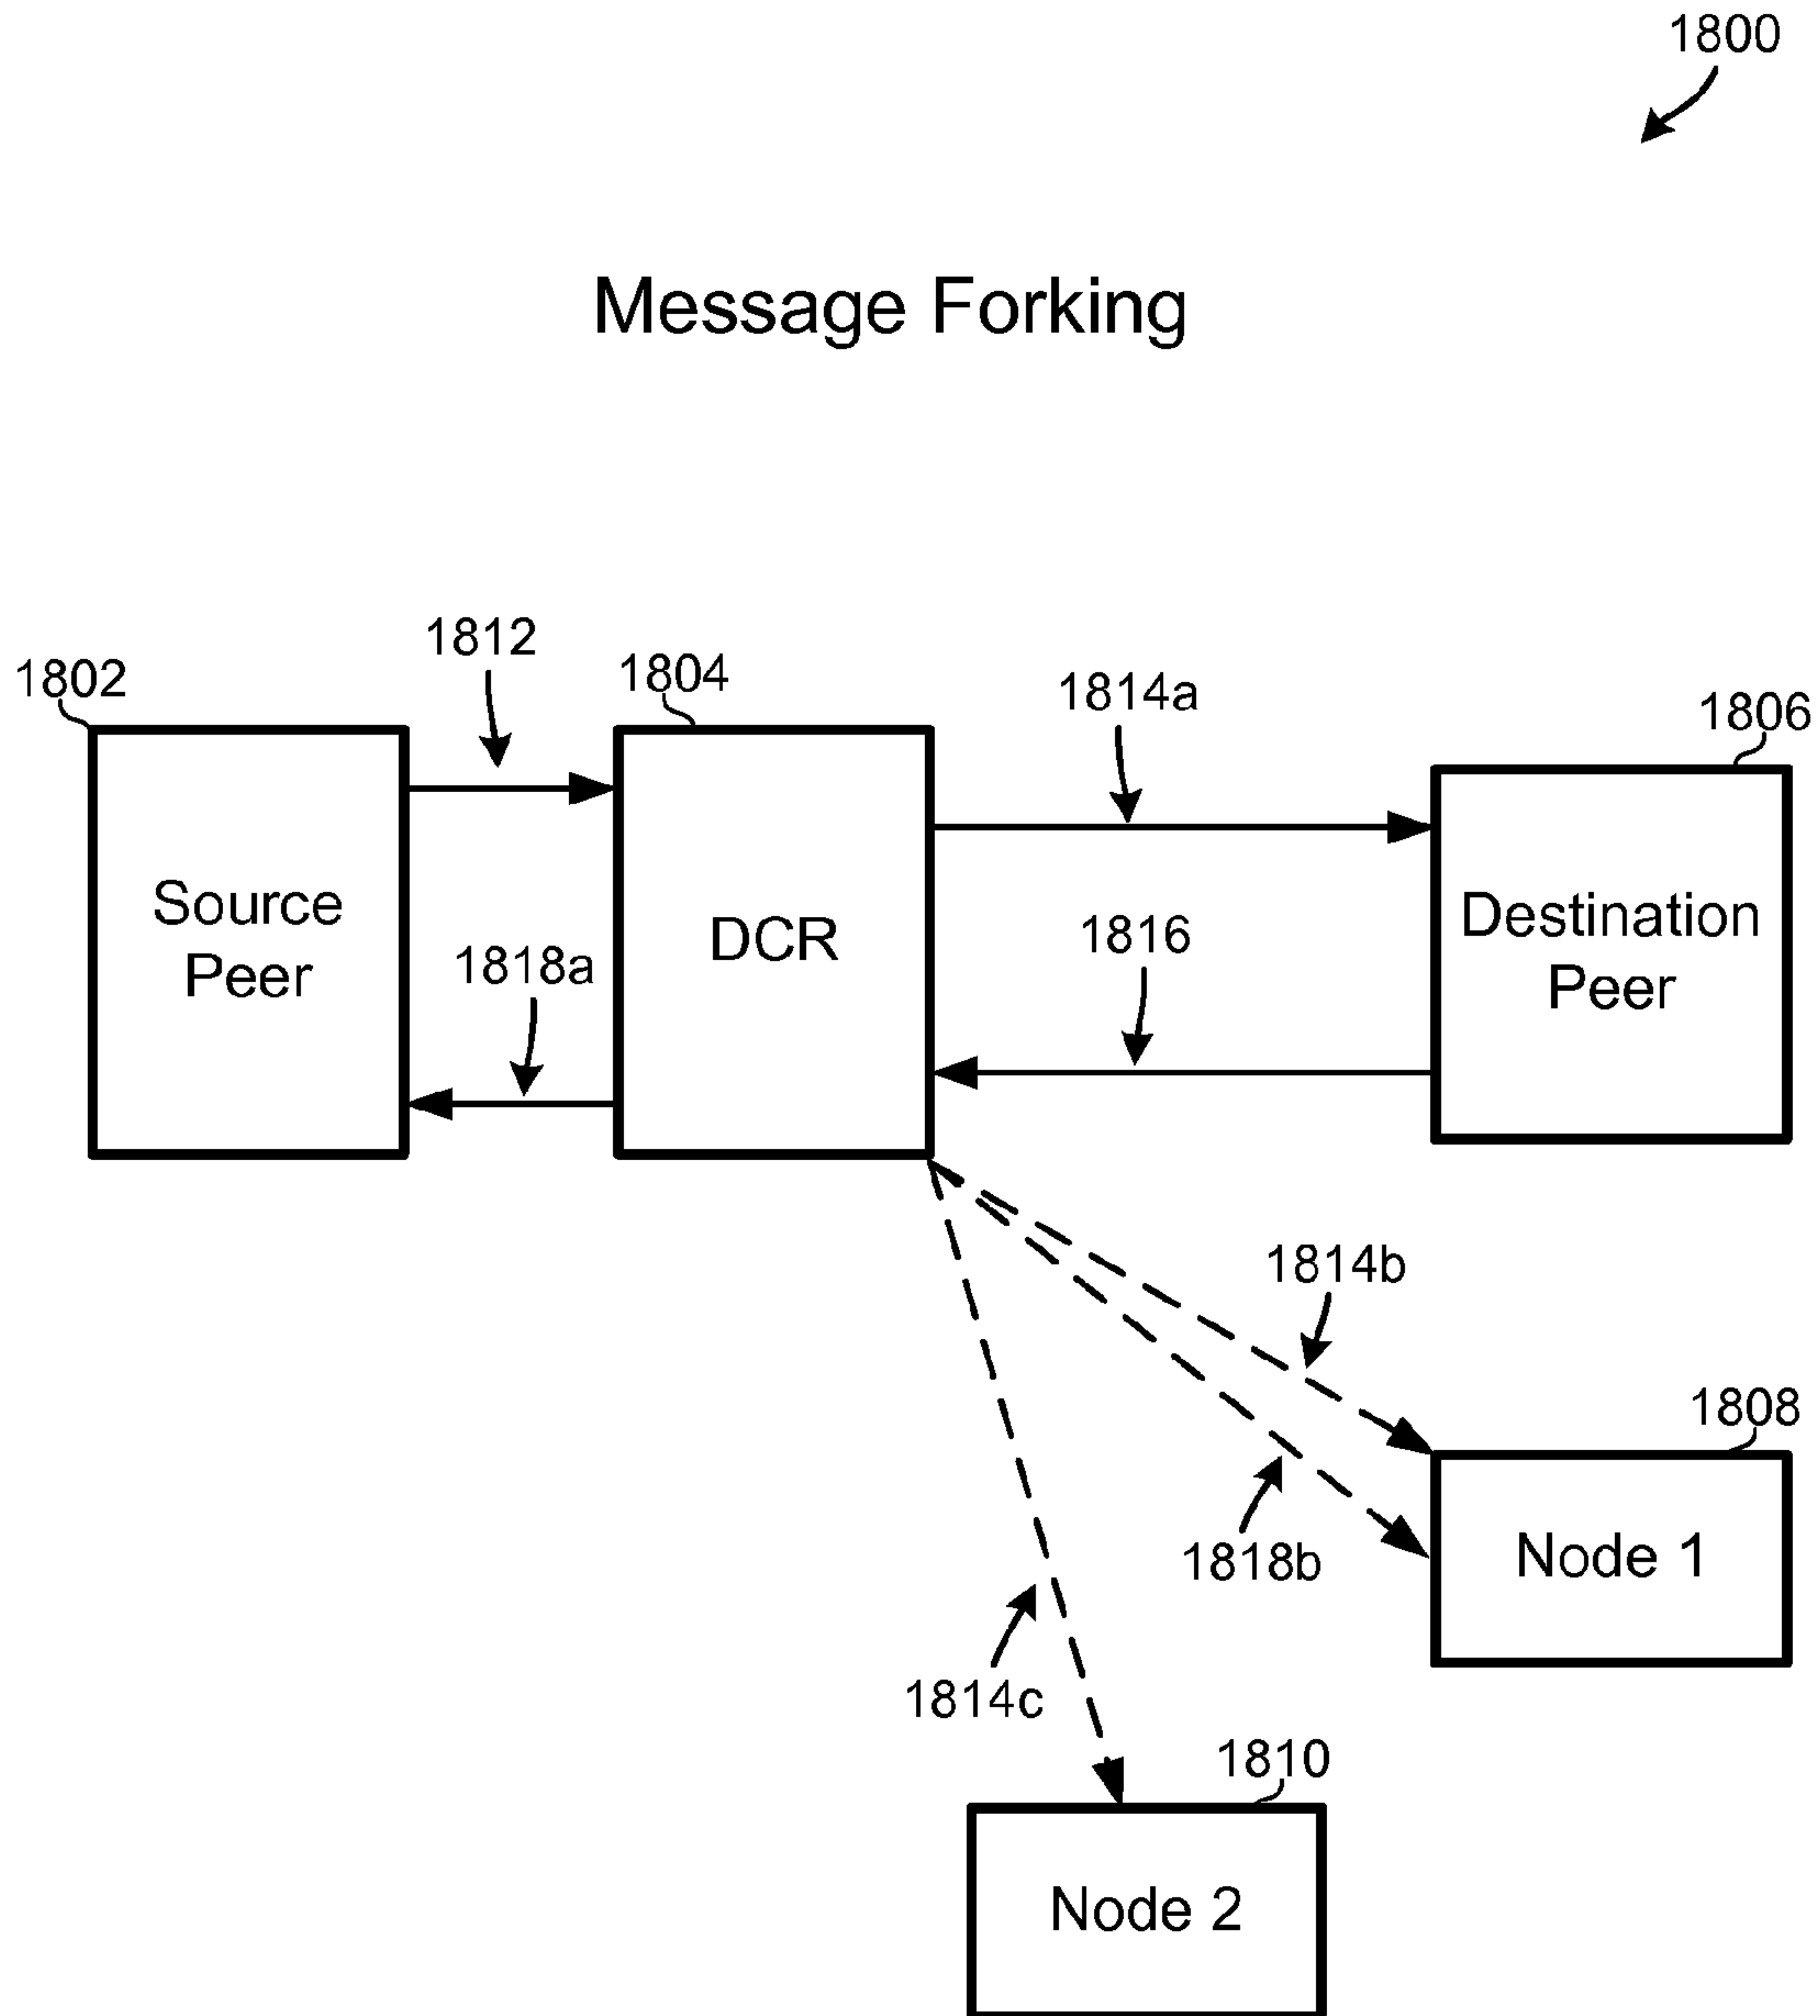 1800
Message Forking
1812
1802
1804
1814a
1806
Source
Peer
DCR
Destination
Peer
1818a
1816
1814b
1808
1818b
Node 1
1814c
1810
Node 2